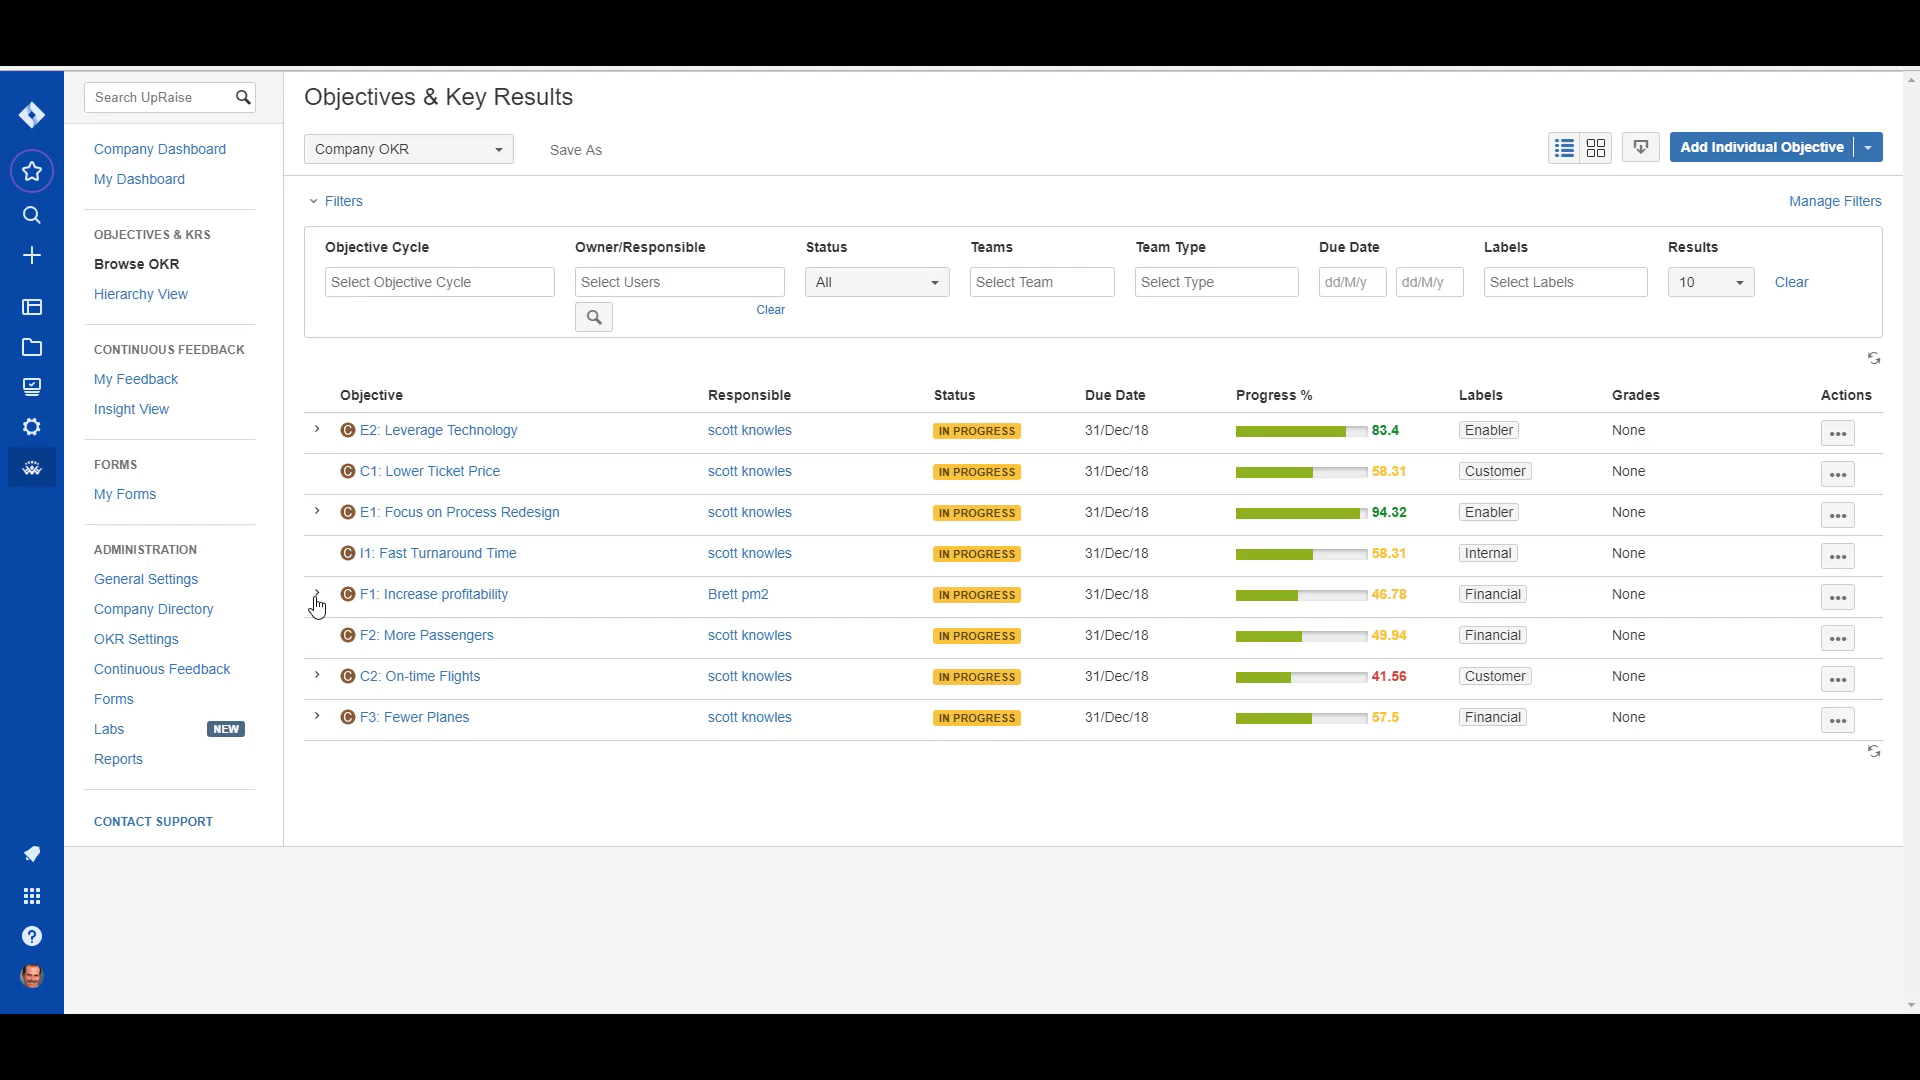 Search UpRaise
Company Dashboard
My Dashboard
OBJECTIVES & KRS
Browse OKR
Hierarchy View
CONTINUOUS FEEDBACK
My Feedback
Insight View
FORMS
My Forms
ADMINISTRATION
General Settings
Company Directory
OKR Settings
Continuous Feedback
Forms
Labs NEW
Reports
CONTACT SUPPORT
Objectives & Key Results
Company OKR Save As Add Individual Objective
Filters Manage Filters
Objective Cycle Owner/Responsible Status Teams Team Type Due Date Labels Results
Select Objective Cycle Select Users All Select Team Select Type dd/M/y dd/M/y Select Labels 10 Clear
Clear
Objective Responsible Status Due Date Progress % Labels Grades Actions
C E2: Leverage Technology scott knowles IN PROGRESS 31/Dec/18 83.4 Enabler None
C C1: Lower Ticket Price scott knowles IN PROGRESS 31/Dec/18 58.31 Customer None
C E1: Focus on Process Redesign scott knowles IN PROGRESS 31/Dec/18 94.32 Enabler None
C I1: Fast Turnaround Time scott knowles IN PROGRESS 31/Dec/18 58.31 Internal None
C F1: Increase profitability Brett pm2 IN PROGRESS 31/Dec/18 46.78 Financial None
C F2: More Passengers scott knowles IN PROGRESS 31/Dec/18 49.94 Financial None
C C2: On-time Flights scott knowles IN PROGRESS 31/Dec/18 41.56 Customer None
C F3: Fewer Planes scott knowles IN PROGRESS 31/Dec/18 57.5 Financial None